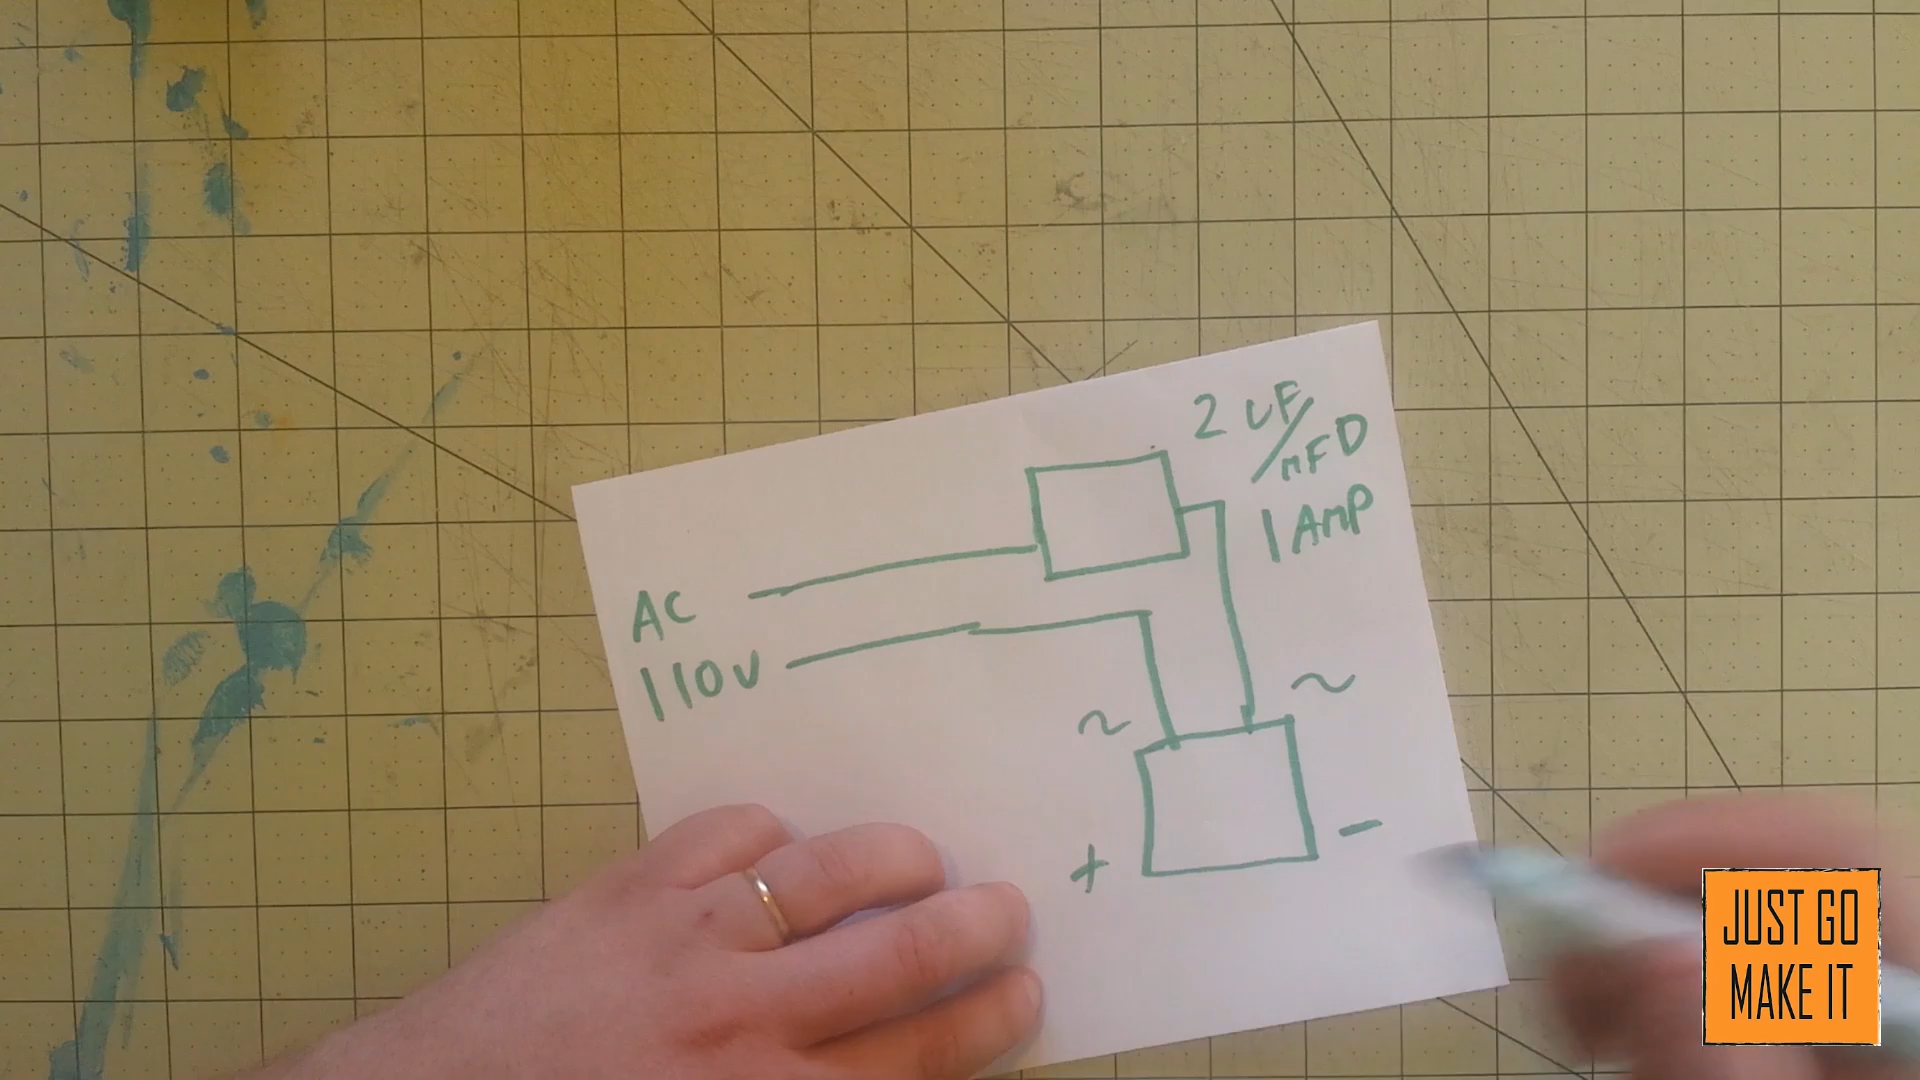 2 UF/
MFD
1 AMP
AC
110V
~
~
+
-
JUST GO
MAKE IT